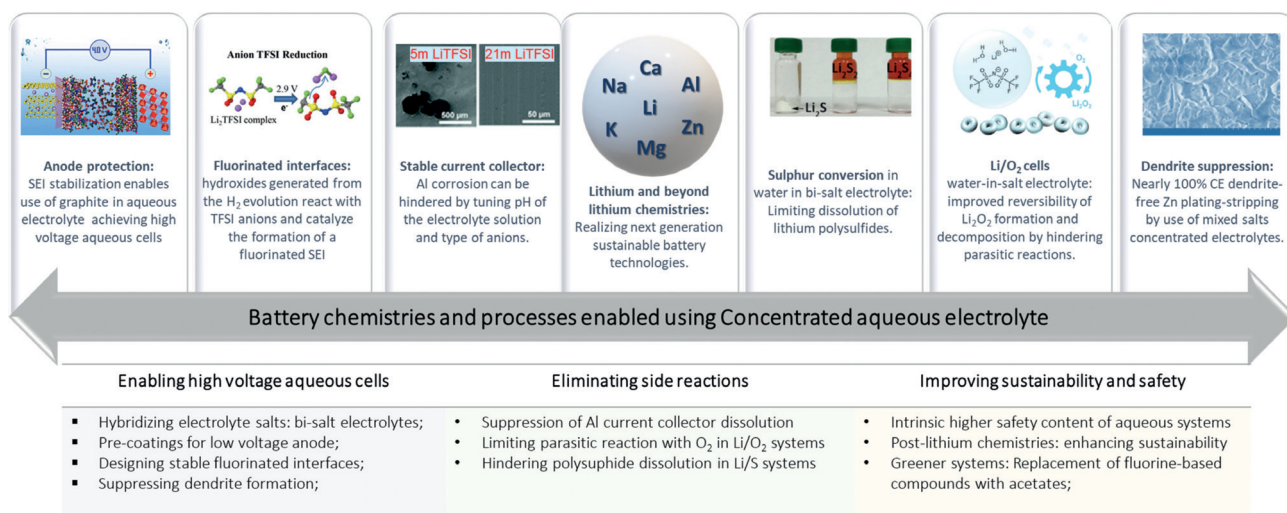 4.0 V
−
+
Anode protection:
SEI stabilization enables
use of graphite in aqueous
electrolyte achieving high
voltage aqueous cells
Anion TFSI Reduction
2.9 V
e⁻
Li₂TFSI complex
Fluorinated interfaces:
hydroxides generated from
the H₂ evolution react with
TFSI anions and catalyze
the formation of a
fluorinated SEI
5m LiTFSI
21m LiTFSI
500 μm
50 μm
Stable current collector:
Al corrosion can be
hindered by tuning pH of
the electrolyte solution
and type of anions.
Ca
Na
Al
Li
K
Zn
Mg
Lithium and beyond
lithium chemistries:
Realizing next generation
sustainable battery
technologies.
Li₂S
Li₂S₂
Li₂S
Sulphur conversion in
water in bi-salt electrolyte:
Limiting dissolution of
lithium polysulfides.
O₂
Li₂O₂
Li/O₂ cells
water-in-salt electrolyte:
improved reversibility of
Li₂O₂ formation and
decomposition by hindering
parasitic reactions.
Dendrite suppression:
Nearly 100% CE dendrite-
free Zn plating-stripping
by use of mixed salts
concentrated electrolytes.
Battery chemistries and processes enabled using Concentrated aqueous electrolyte
Enabling high voltage aqueous cells
▪ Hybridizing electrolyte salts: bi-salt electrolytes;
▪ Pre-coatings for low voltage anode;
▪ Designing stable fluorinated interfaces;
▪ Suppressing dendrite formation;
Eliminating side reactions
• Suppression of Al current collector dissolution
• Limiting parasitic reaction with O₂ in Li/O₂ systems
• Hindering polysuphide dissolution in Li/S systems
Improving sustainability and safety
• Intrinsic higher safety content of aqueous systems
• Post-lithium chemistries: enhancing sustainability
• Greener systems: Replacement of fluorine-based
compounds with acetates;